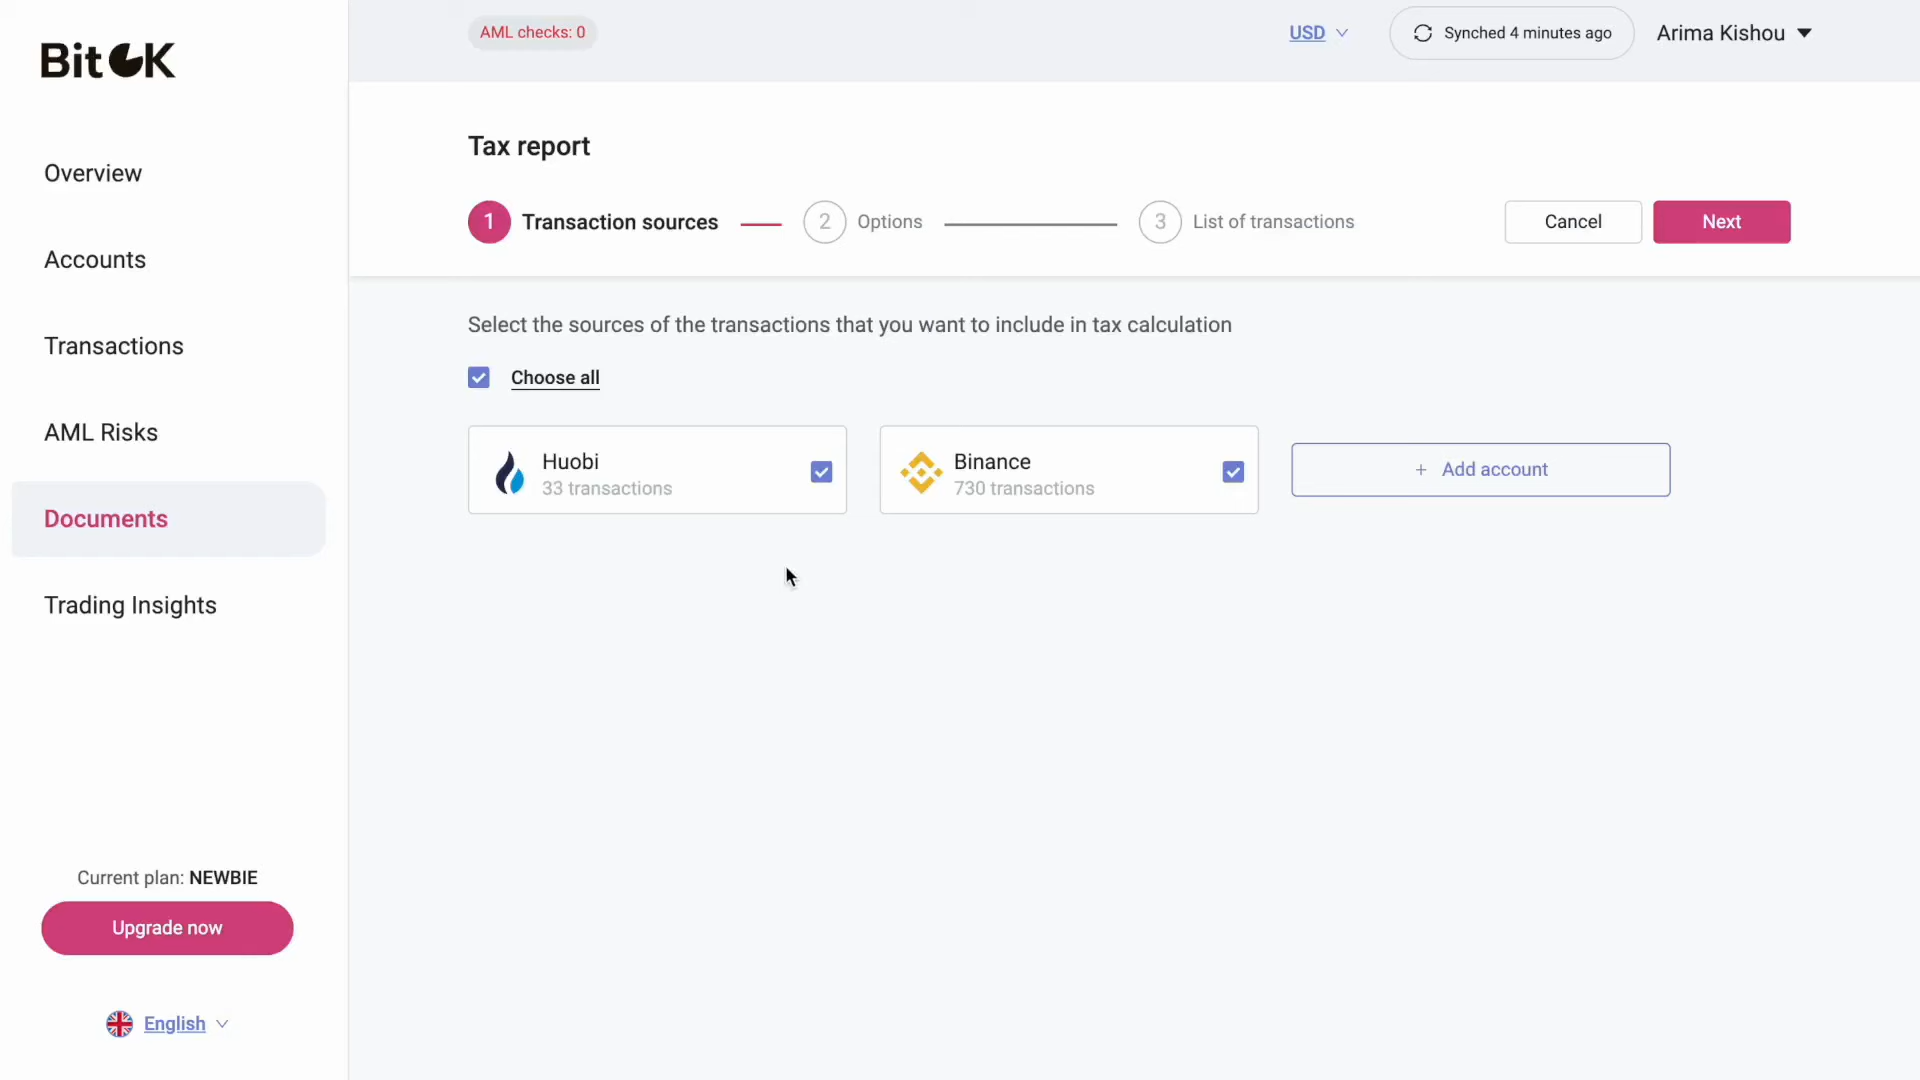 BitOK
AML checks: 0
USD
Synched 4 minutes ago
Arima Kishou
Overview
Accounts
Transactions
AML Risks
Documents
Trading Insights
Tax report
1 Transaction sources
2 Options
3 List of transactions
Cancel
Next
Select the sources of the transactions that you want to include in tax calculation
Choose all
Huobi
33 transactions
Binance
730 transactions
+ Add account
Current plan: NEWBIE
Upgrade now
English